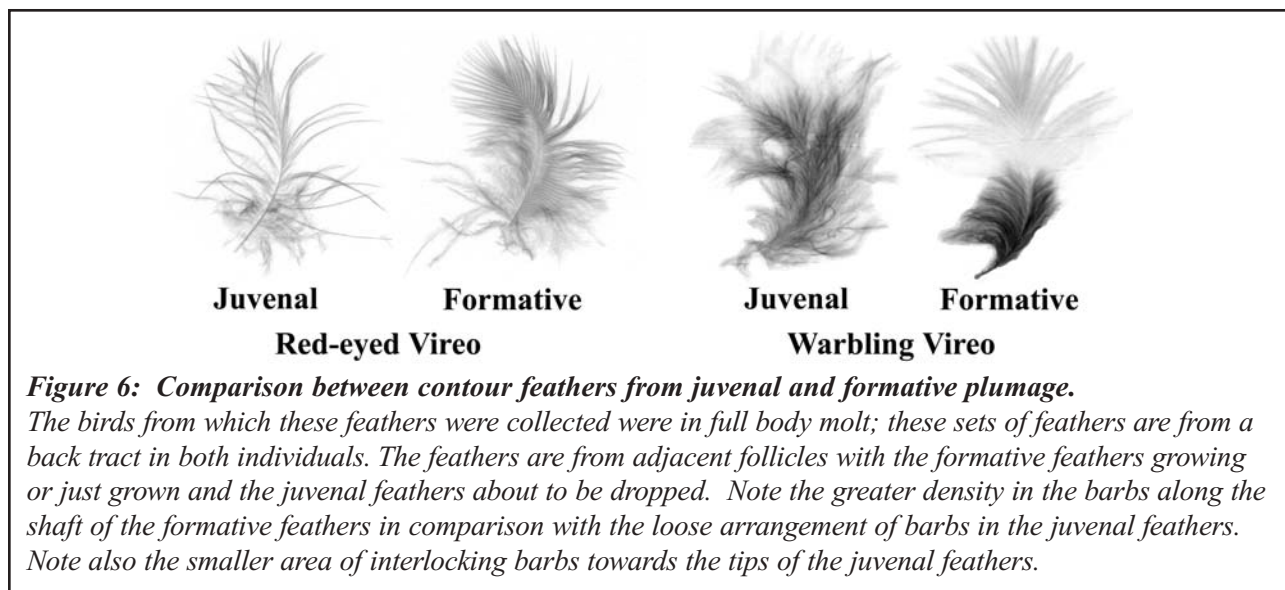 Juvenal Formative Juvenal Formative
Red-eyed Vireo Warbling Vireo
Figure 6: Comparison between contour feathers from juvenal and formative plumage.
The birds from which these feathers were collected were in full body molt; these sets of feathers are from a
back tract in both individuals. The feathers are from adjacent follicles with the formative feathers growing
or just grown and the juvenal feathers about to be dropped. Note the greater density in the barbs along the
shaft of the formative feathers in comparison with the loose arrangement of barbs in the juvenal feathers.
Note also the smaller area of interlocking barbs towards the tips of the juvenal feathers.